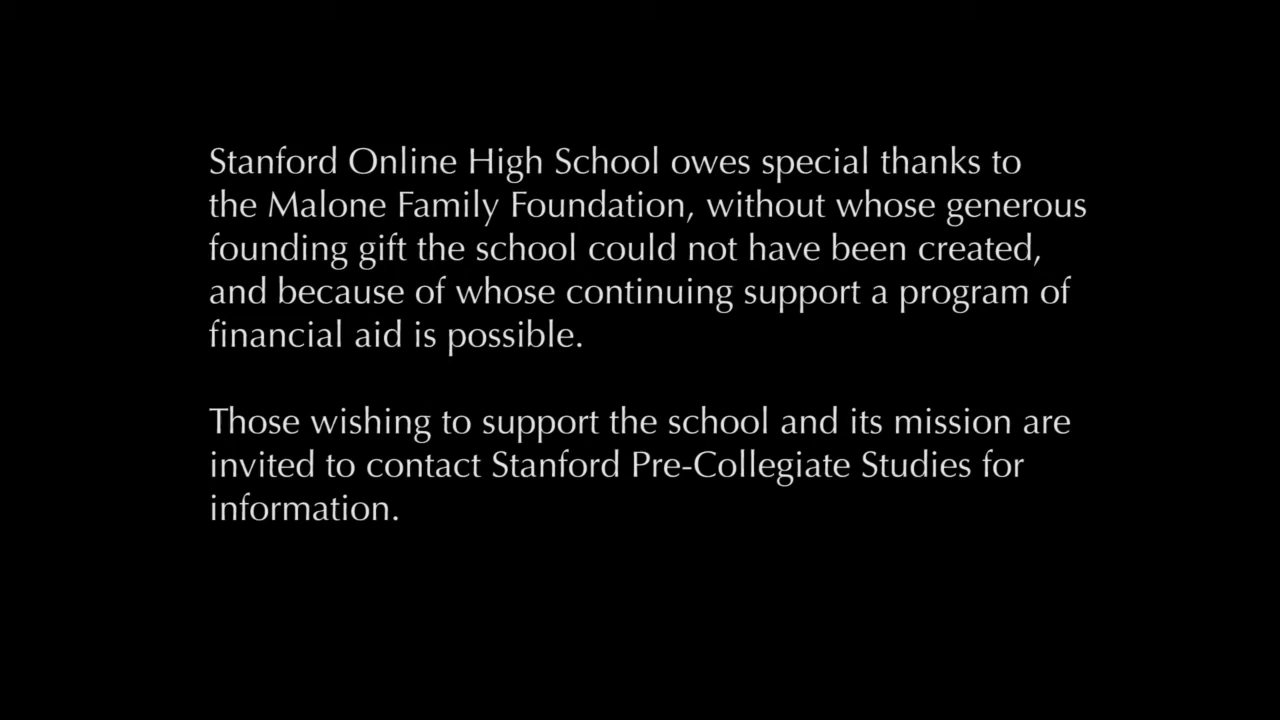 Stanford Online High School owes special thanks to
the Malone Family Foundation, without whose generous
founding gift the school could not have been created,
and because of whose continuing support a program of
financial aid is possible.
Those wishing to support the school and its mission are
invited to contact Stanford Pre-Collegiate Studies for
information.